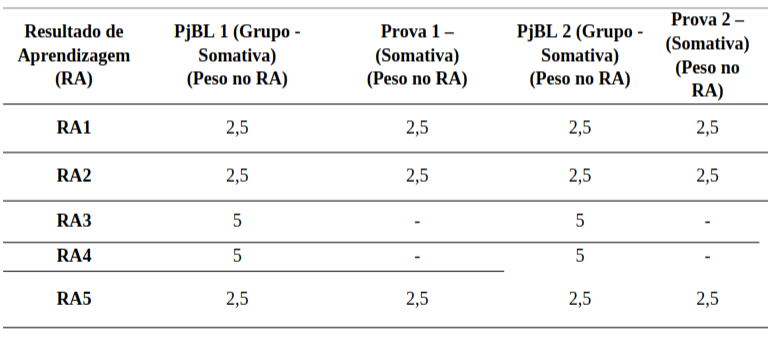 Resultado de Aprendizagem (RA) | PjBL 1 (Grupo - Somativa) (Peso no RA) | Prova 1 – (Somativa) (Peso no RA) | PjBL 2 (Grupo - Somativa) (Peso no RA) | Prova 2 – (Somativa) (Peso no RA)
RA1 | 2,5 | 2,5 | 2,5 | 2,5
RA2 | 2,5 | 2,5 | 2,5 | 2,5
RA3 | 5 | - | 5 | -
RA4 | 5 | - | 5 | -
RA5 | 2,5 | 2,5 | 2,5 | 2,5